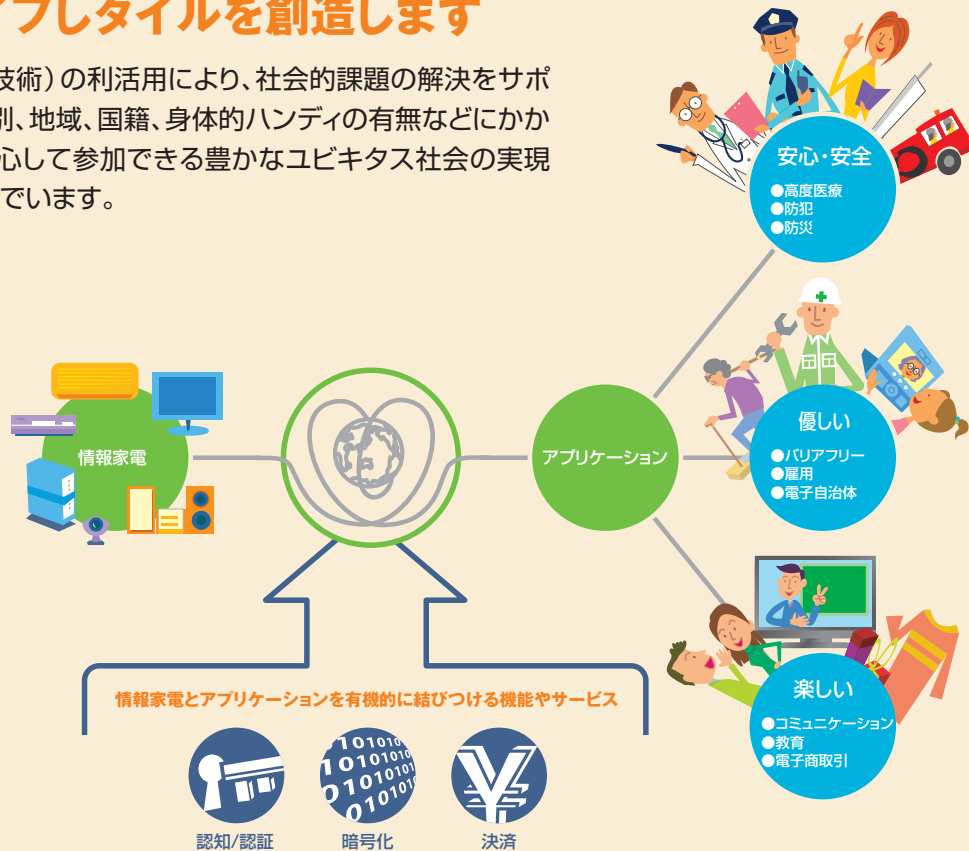 イフしタイルを創造します
技術）の利活用により、社会的課題の解決をサポ
別、地域、国籍、身体的ハンディの有無などにかか
心して参加できる豊かなユビキタス社会の実現
でいます。
安心・安全
●高度医療
●防犯
●防災
情報家電
アプリケーション
優しい
●バリアフリー
●雇用
●電子自治体
楽しい
●コミュニケーション
●教育
●電子商取引
情報家電とアプリケーションを有機的に結びつける機能やサービス
認知/認証
暗号化
決済